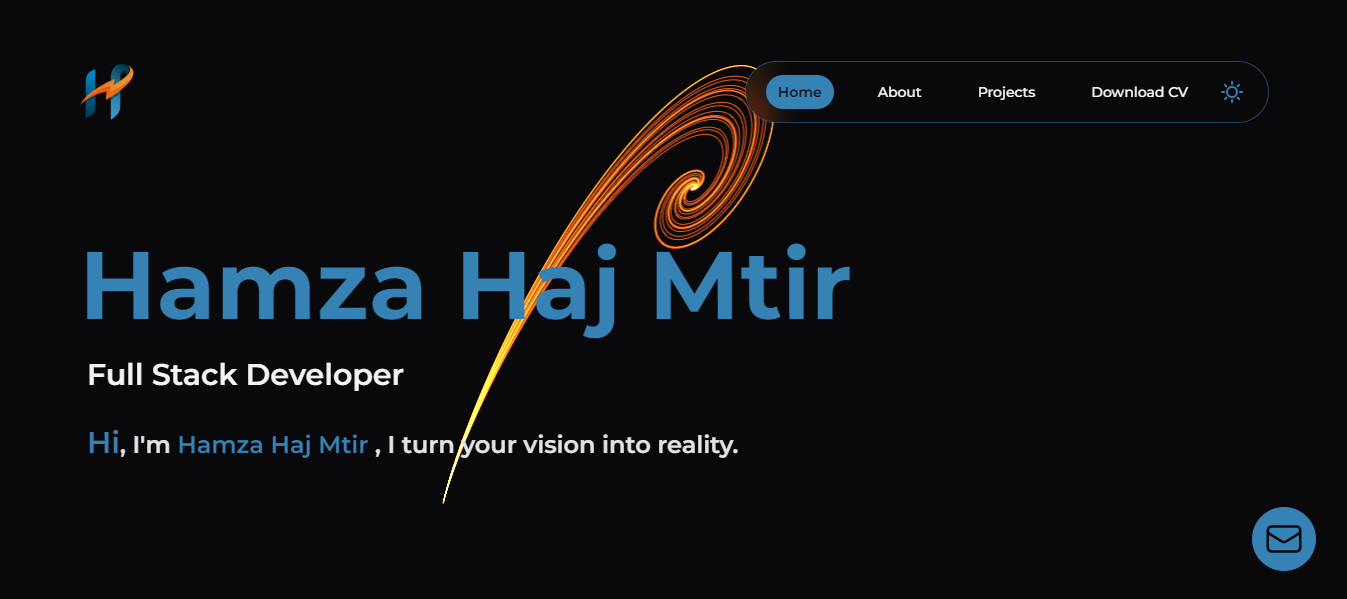 Home About Projects Download CV
Hamza Haj Mtir
Full Stack Developer
Hi, I'm Hamza Haj Mtir , I turn your vision into reality.